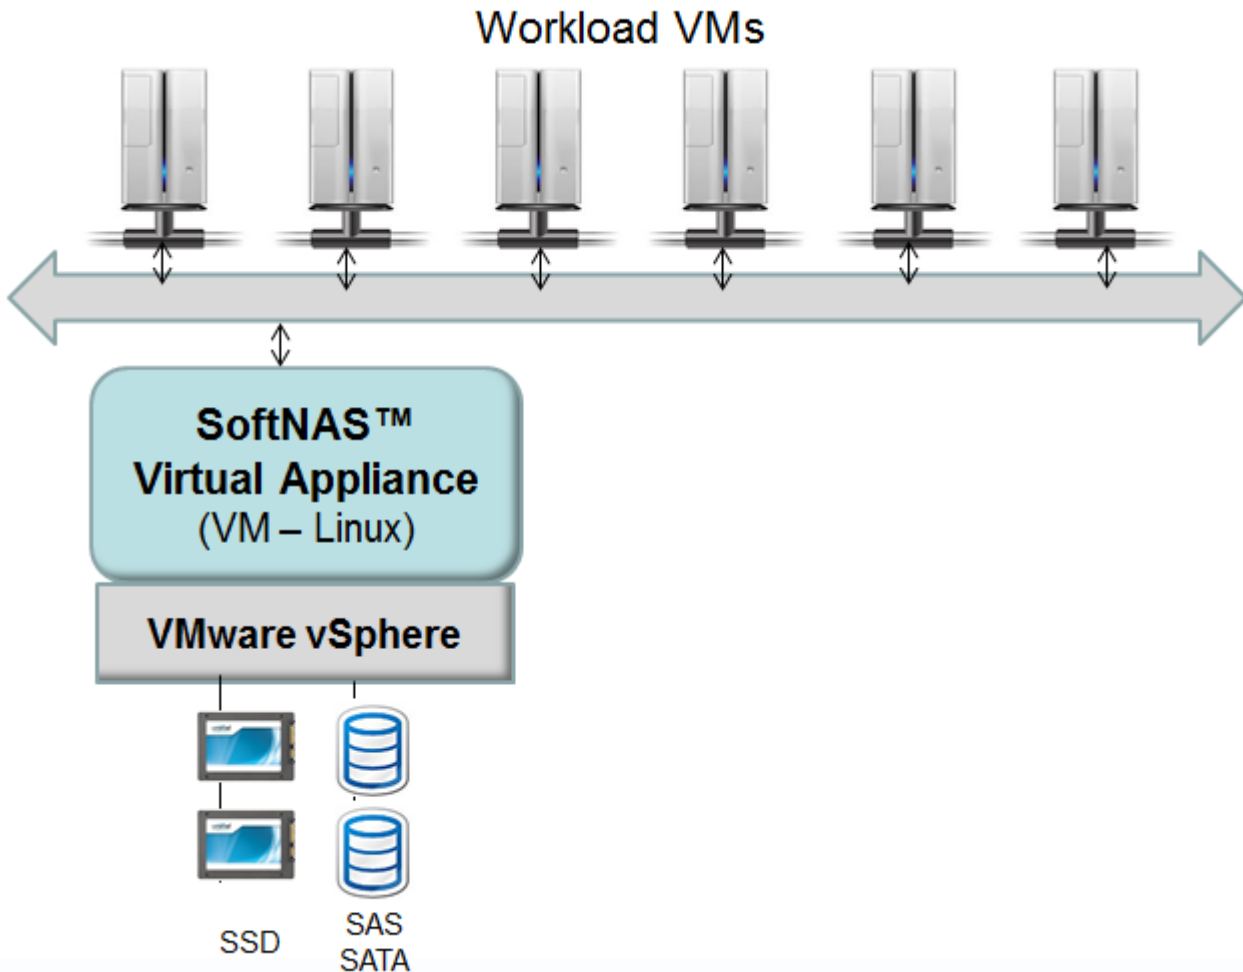 Workload VMs
SoftNAS™
Virtual Appliance
(VM – Linux)
VMware vSphere
SSD
SAS
SATA